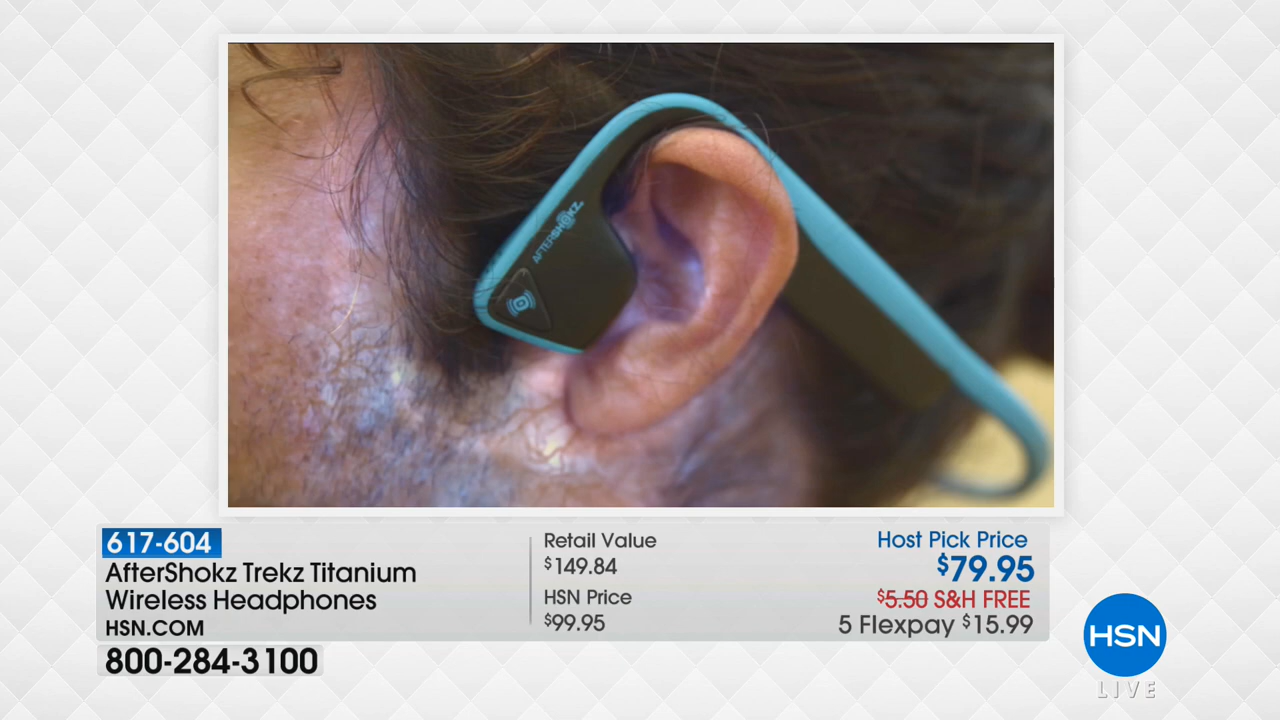 AFTERSHOKZ
617-604
AfterShokz Trekz Titanium
Wireless Headphones
HSN.COM
800-284-3100
Retail Value
$149.84
HSN Price
$99.95
Host Pick Price
$79.95
$5.50 S&H FREE
5 Flexpay $15.99
HSN
LIVE